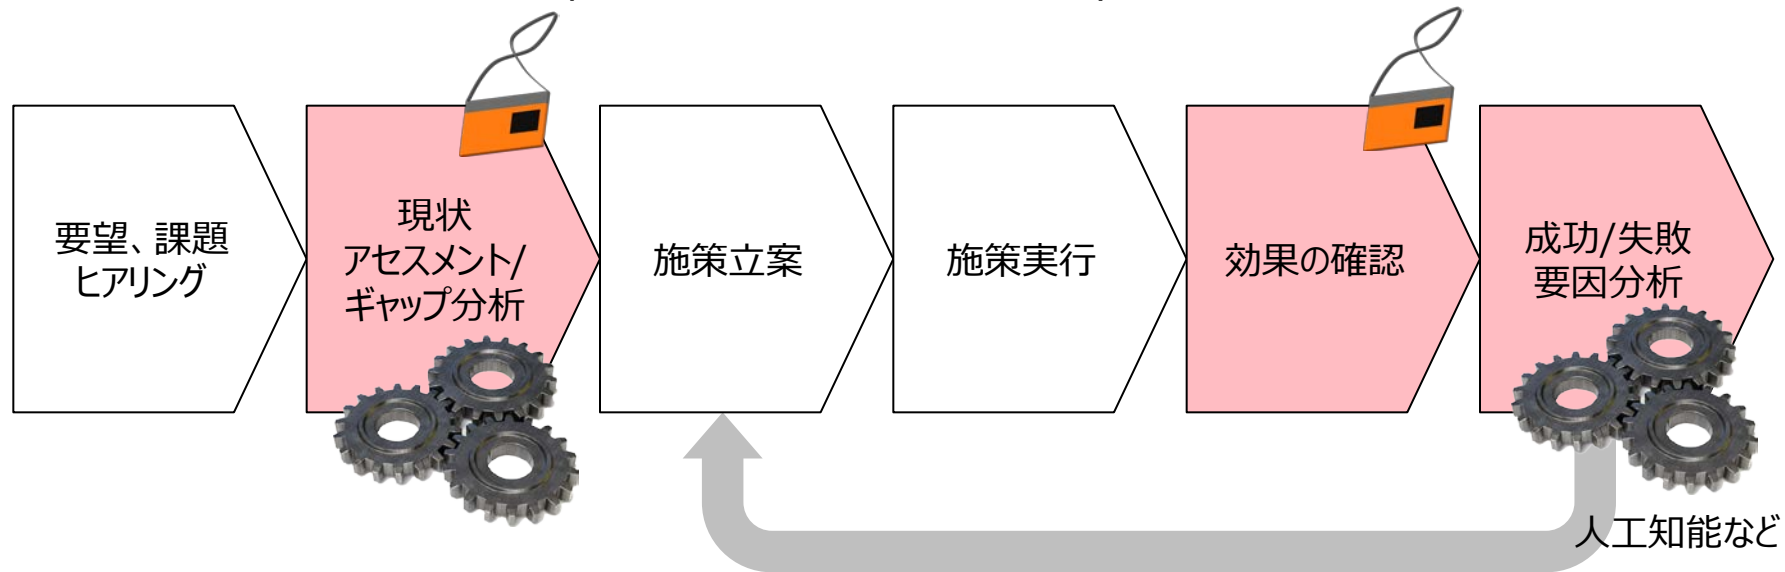 要望、課題
ヒアリング
現状
アセスメント/
ギャップ分析
施策立案
施策実行
効果の確認
成功/失敗
要因分析
人工知能など